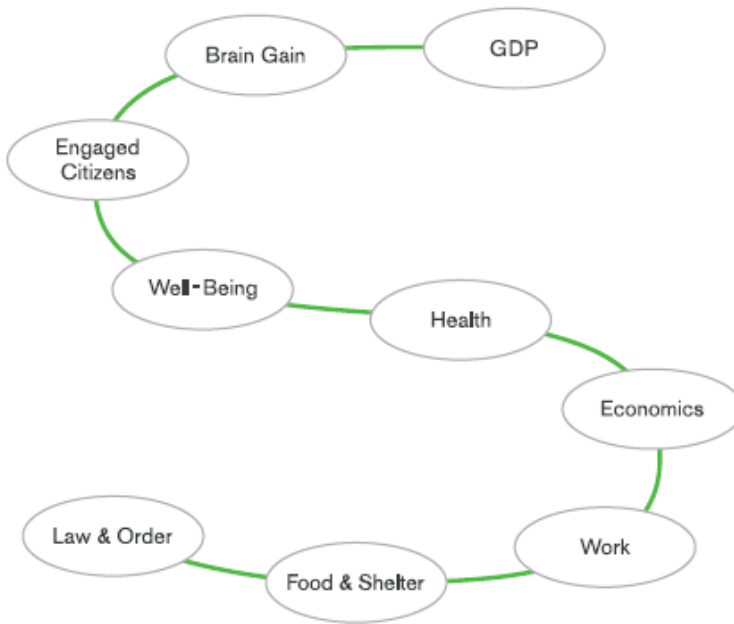 Brain Gain
GDP
Engaged
Citizens
Well-Being
Health
Economics
Law & Order
Food & Shelter
Work